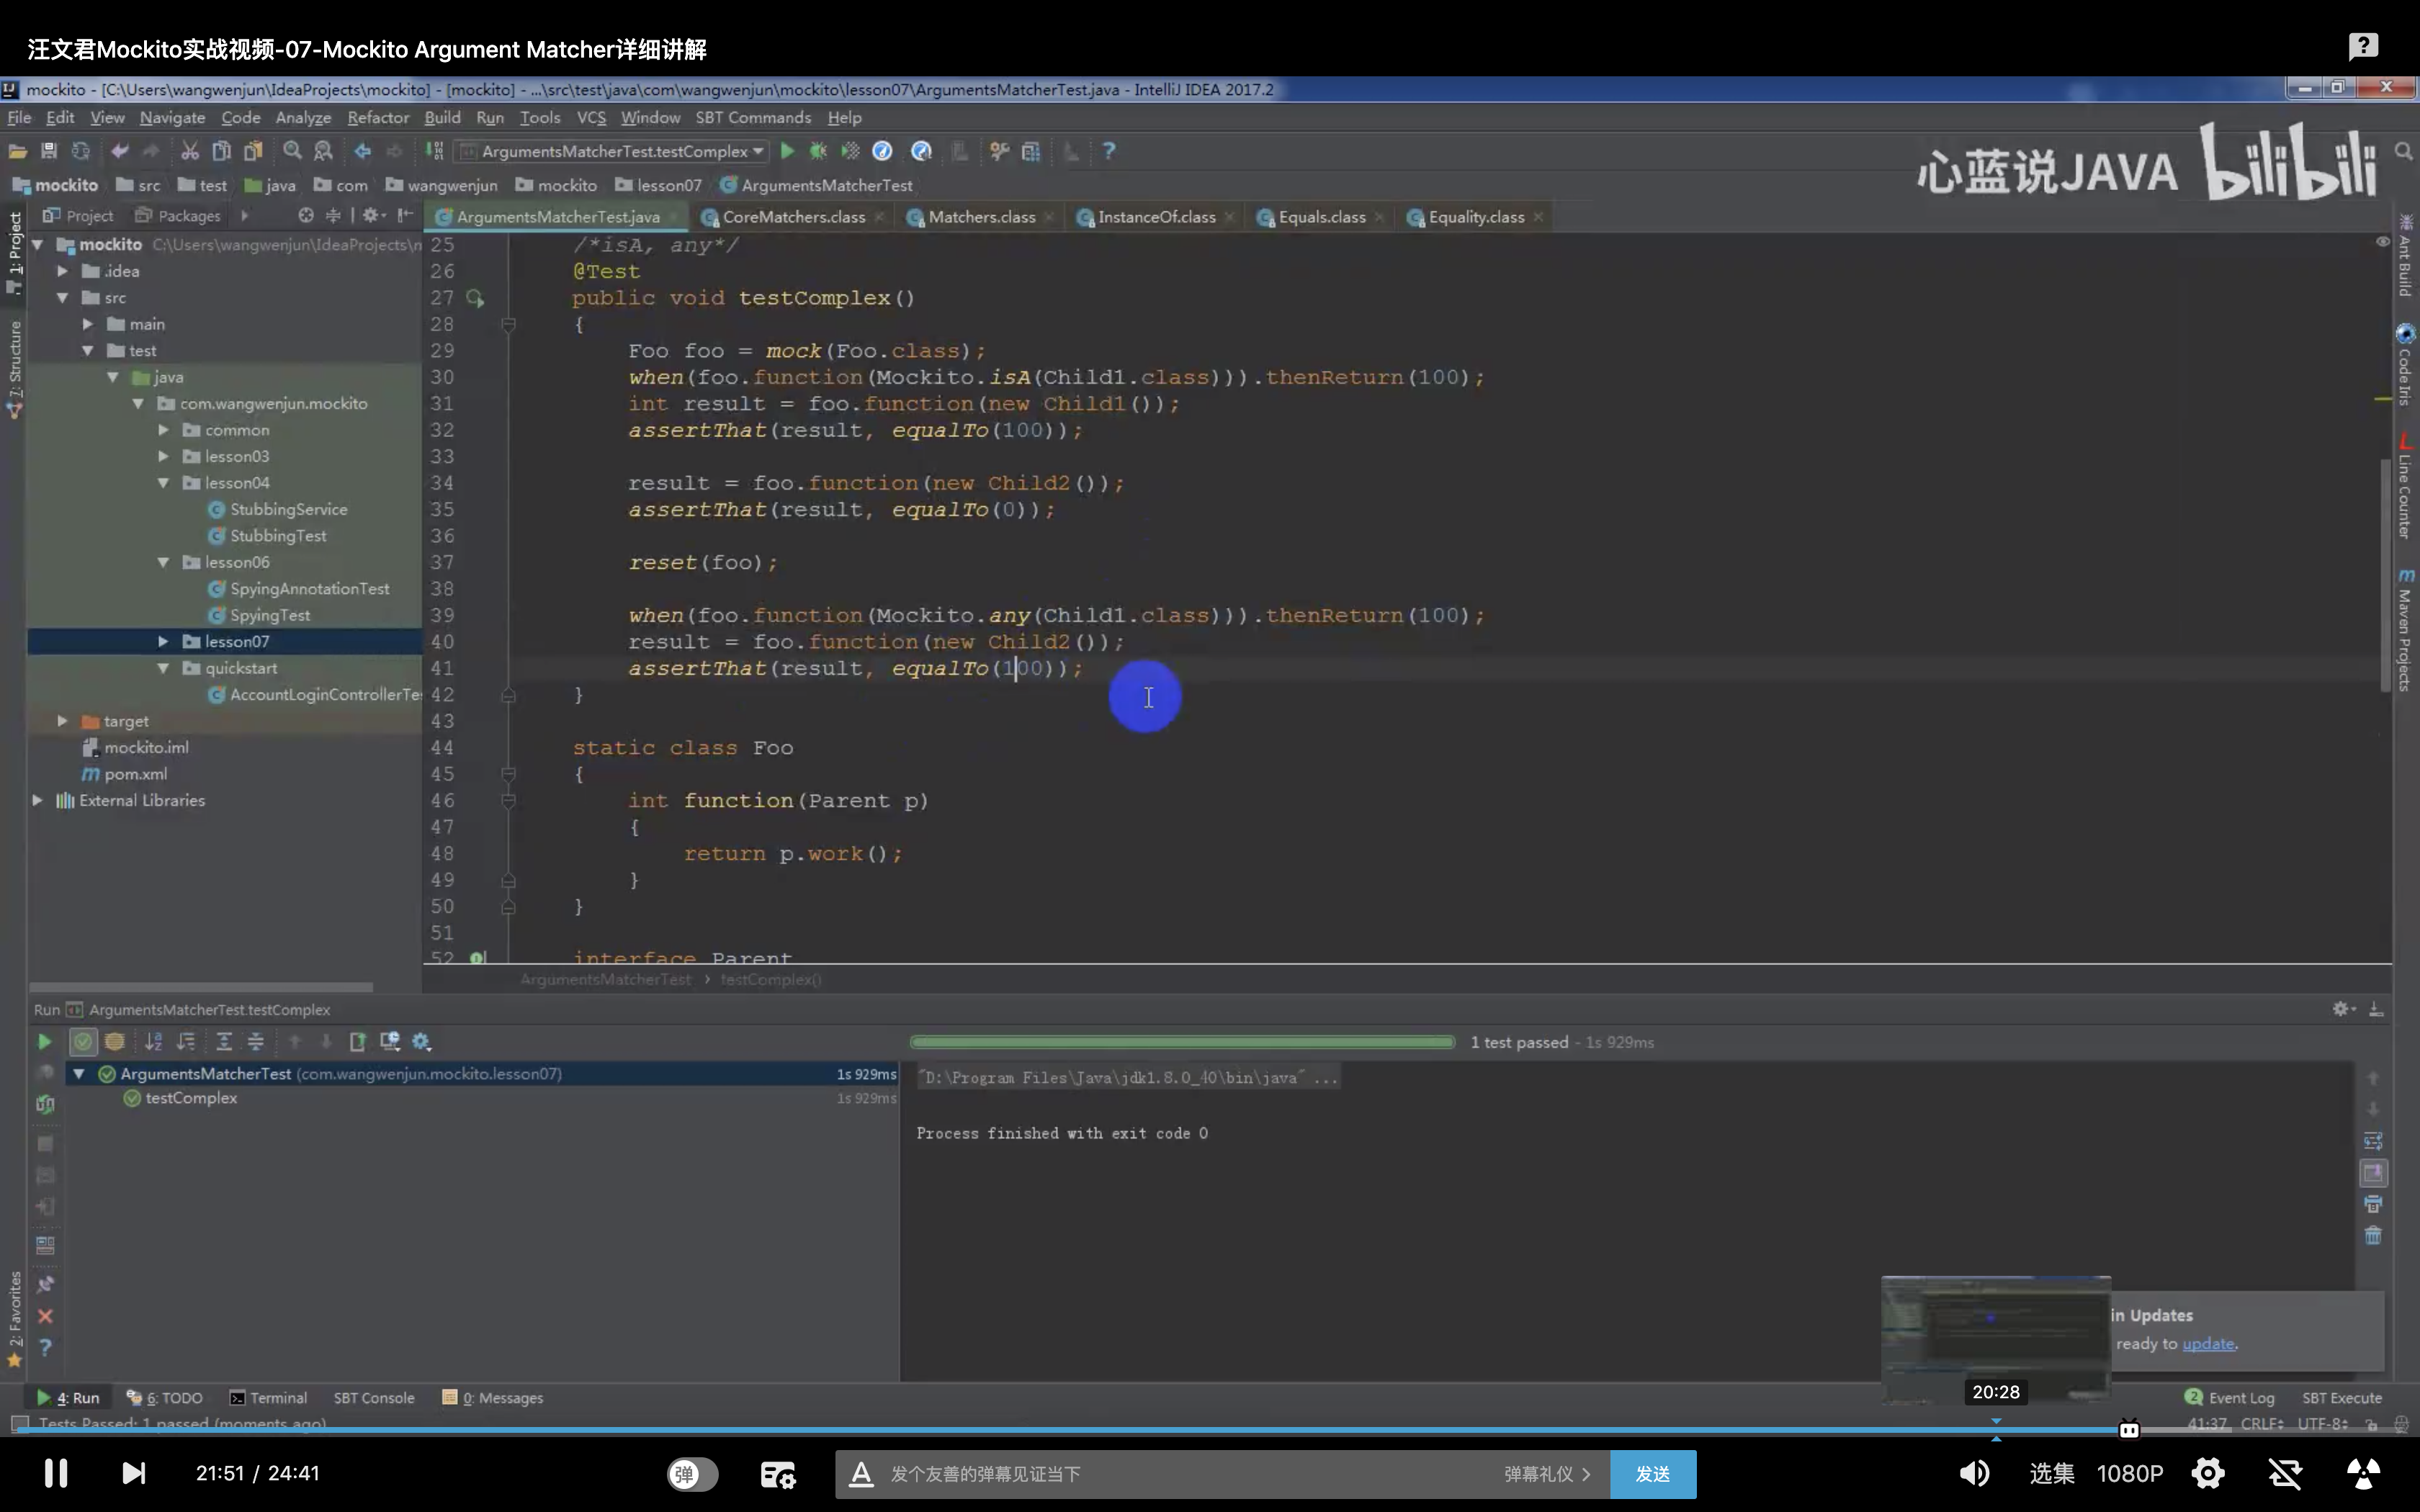 汪文君Mockito实战视频-07-Mockito Argument Matcher详细讲解
mockito - [C:\Users\wangwenjun\IdeaProjects\mockito] - [mockito] - ...\src\test\java\com\wangwenjun\mockito\lesson07\ArgumentsMatcherTest.java - IntelliJ IDEA 2017.2
File Edit View Navigate Code Analyze Refactor Build Run Tools VCS Window SBT Commands Help
ArgumentsMatcherTest.testComplex
心蓝说JAVA bilibili
mockito src test java com wangwenjun mockito lesson07 ArgumentsMatcherTest
Project Packages
ArgumentsMatcherTest.java CoreMatchers.class Matchers.class InstanceOf.class Equals.class Equality.class
1: Project
7: Structure
2: Favorites
mockito C:\Users\wangwenjun\IdeaProjects\
.idea
src
main
test
java
com.wangwenjun.mockito
common
lesson03
lesson04
StubbingService
StubbingTest
lesson06
SpyingAnnotationTest
SpyingTest
lesson07
quickstart
AccountLoginControllerTe
target
mockito.iml
pom.xml
External Libraries
25 /*isA, any*/
26 @Test
27 public void testComplex()
28 {
29 Foo foo = mock(Foo.class);
30 when(foo.function(Mockito.isA(Child1.class))).thenReturn(100);
31 int result = foo.function(new Child1());
32 assertThat(result, equalTo(100));
33
34 result = foo.function(new Child2());
35 assertThat(result, equalTo(0));
36
37 reset(foo);
38
39 when(foo.function(Mockito.any(Child1.class))).thenReturn(100);
40 result = foo.function(new Child2());
41 assertThat(result, equalTo(100));
42 }
43
44 static class Foo
45 {
46 int function(Parent p)
47 {
48 return p.work();
49 }
50 }
51
52 interface Parent
ArgumentsMatcherTest › testComplex()
Ant Build
Code Iris
Line Counter
Maven Projects
Run ArgumentsMatcherTest.testComplex
1 test passed - 1s 929ms
ArgumentsMatcherTest (com.wangwenjun.mockito.lesson07) 1s 929ms
testComplex 1s 929ms
"D:\Program Files\Java\jdk1.8.0_40\bin\java" ...
Process finished with exit code 0
in Updates
ready to update.
20:28
4: Run 6: TODO Terminal SBT Console 0: Messages 2 Event Log SBT Execute
Tests Passed: 1 passed (moments ago) 41:37 CRLF UTF-8
21:51 / 24:41 弹 发个友善的弹幕见证当下 弹幕礼仪 > 发送 选集 1080P